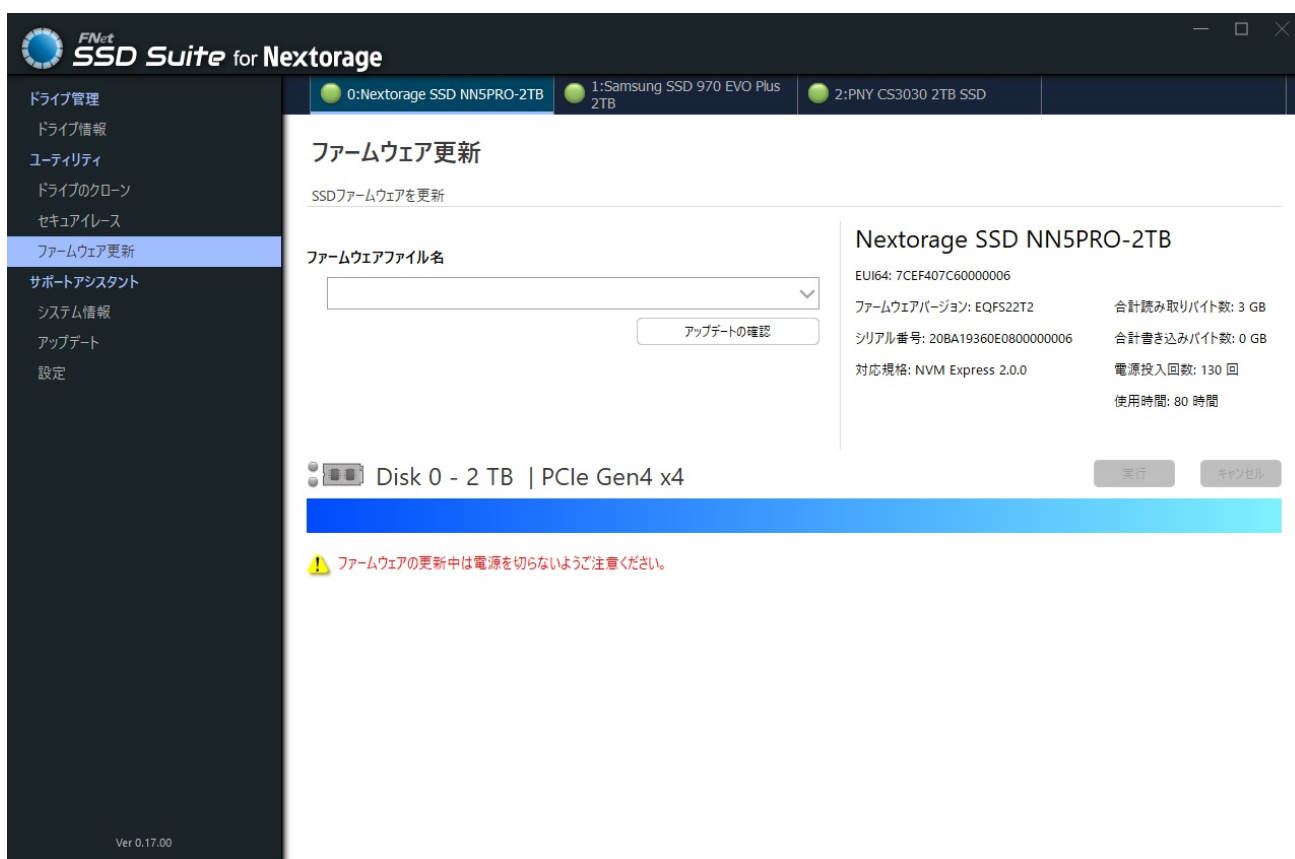 FNet
SSD Suite for Nextorage
ドライブ管理
ドライブ情報
ユーティリティ
ドライブのクローン
セキュアイレース
ファームウェア更新
サポートアシスタント
システム情報
アップデート
設定
Ver 0.17.00
0:Nextorage SSD NN5PRO-2TB
1:Samsung SSD 970 EVO Plus
2TB
2:PNY CS3030 2TB SSD
ファームウェア更新
SSDファームウェアを更新
ファームウェアファイル名
アップデートの確認
Nextorage SSD NN5PRO-2TB
EUI64: 7CEF407C60000006
ファームウェアバージョン: EQFS22T2
合計読み取りバイト数: 3 GB
シリアル番号: 20BA19360E0800000006
合計書き込みバイト数: 0 GB
対応規格: NVM Express 2.0.0
電源投入回数: 130 回
使用時間: 80 時間
Disk 0 - 2 TB | PCIe Gen4 x4
実行
キャンセル
ファームウェアの更新中は電源を切らないようご注意ください。